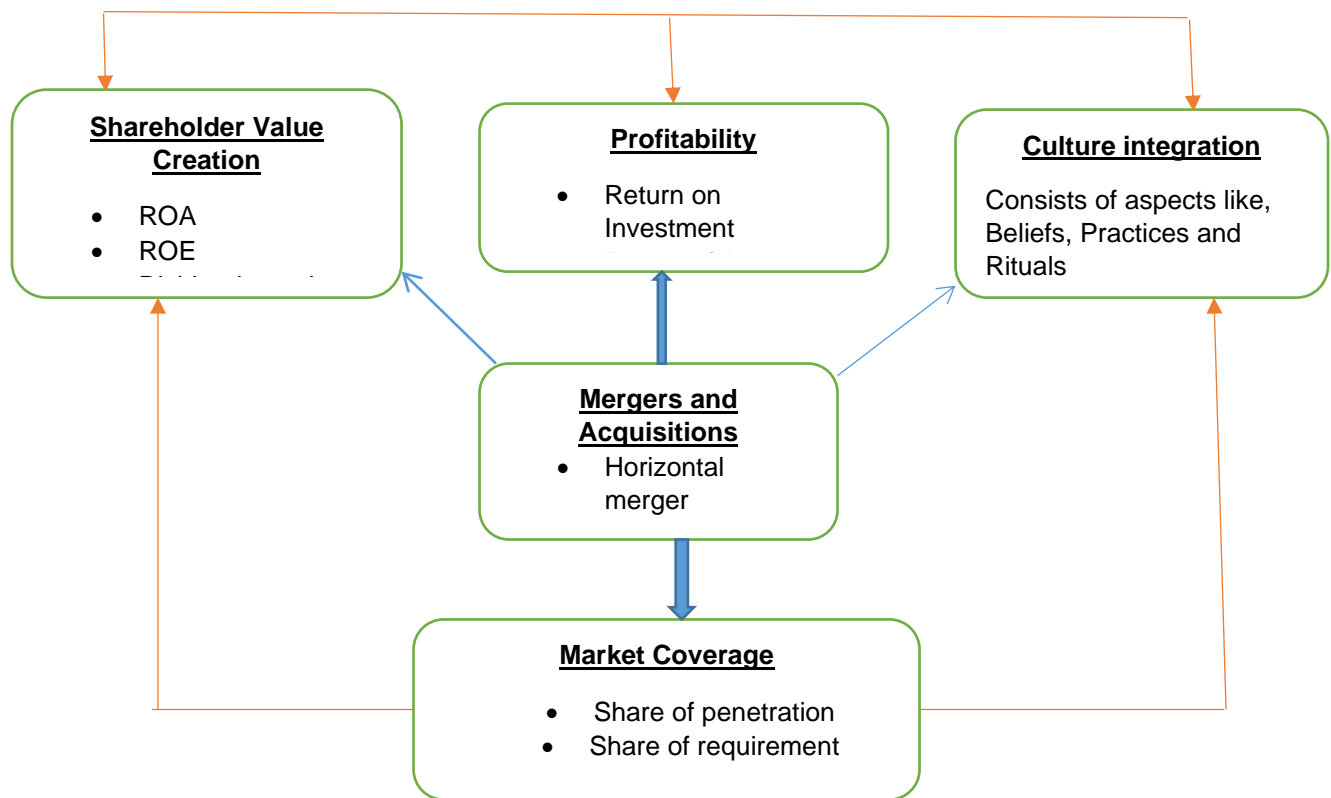 Shareholder Value
Creation
• ROA
• ROE
Profitability
• Return on
Investment
Culture integration
Consists of aspects like,
Beliefs, Practices and
Rituals
Mergers and
Acquisitions
• Horizontal
merger
Market Coverage
• Share of penetration
• Share of requirement